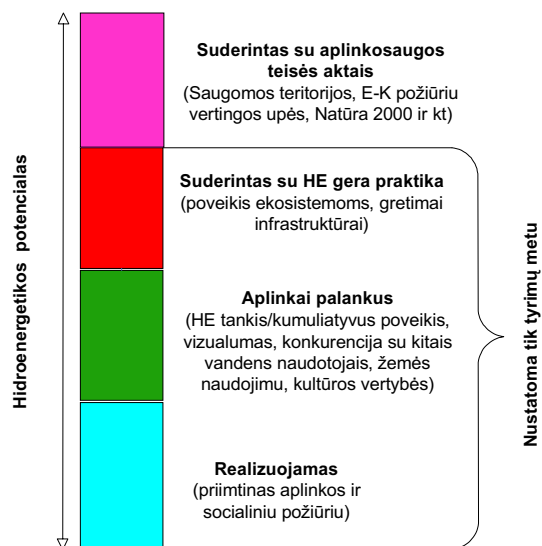 Hidroenergetikos potencialas
Suderintas su aplinkosaugos
teisės aktais
(Saugomos teritorijos, E-K požiūriu
vertingos upės, Natūra 2000 ir kt)
Suderintas su HE gera praktika
(poveikis ekosistemoms, gretimai
infrastruktūrai)
Aplinkai palankus
(HE tankis/kumuliatyvus poveikis,
vizualumas, konkurencija su kitais
vandens naudotojais, žemės
naudojimu, kultūros vertybės)
Realizuojamas
(priimtinas aplinkos ir
socialiniu požiūriu)
Nustatoma tik tyrimų metu